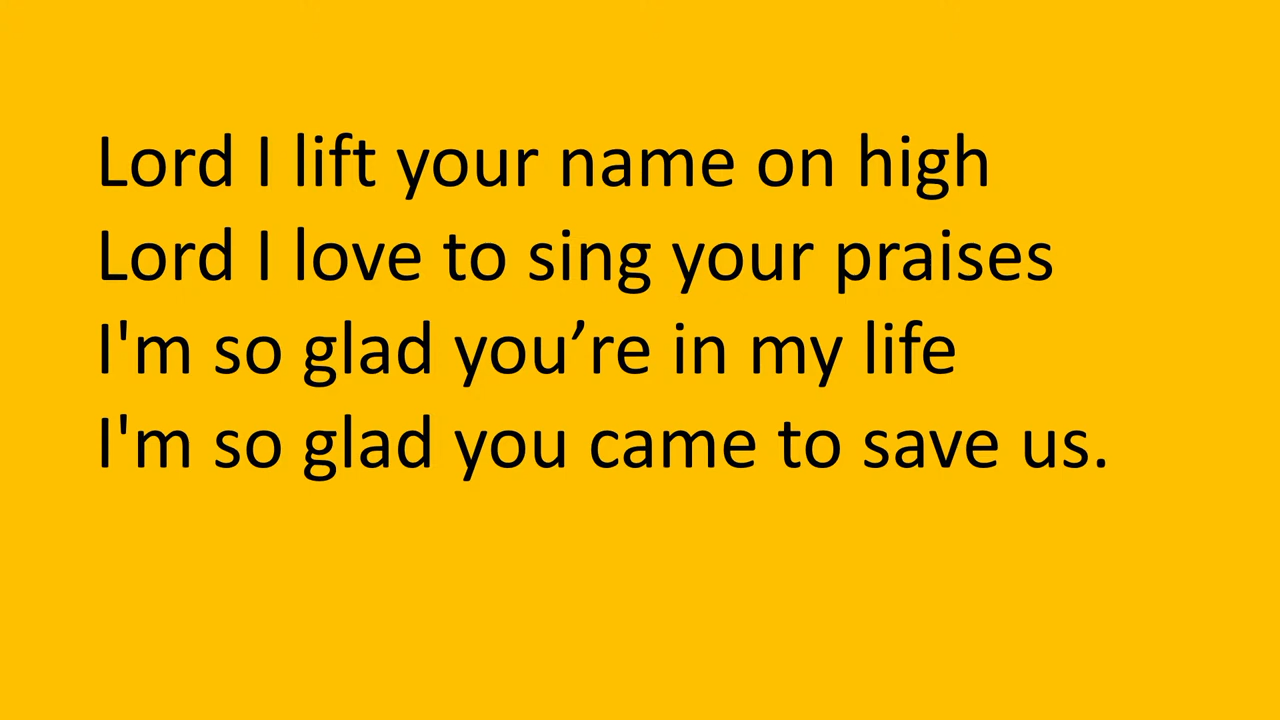 Lord I lift your name on high
Lord I love to sing your praises
I'm so glad you’re in my life
I'm so glad you came to save us.